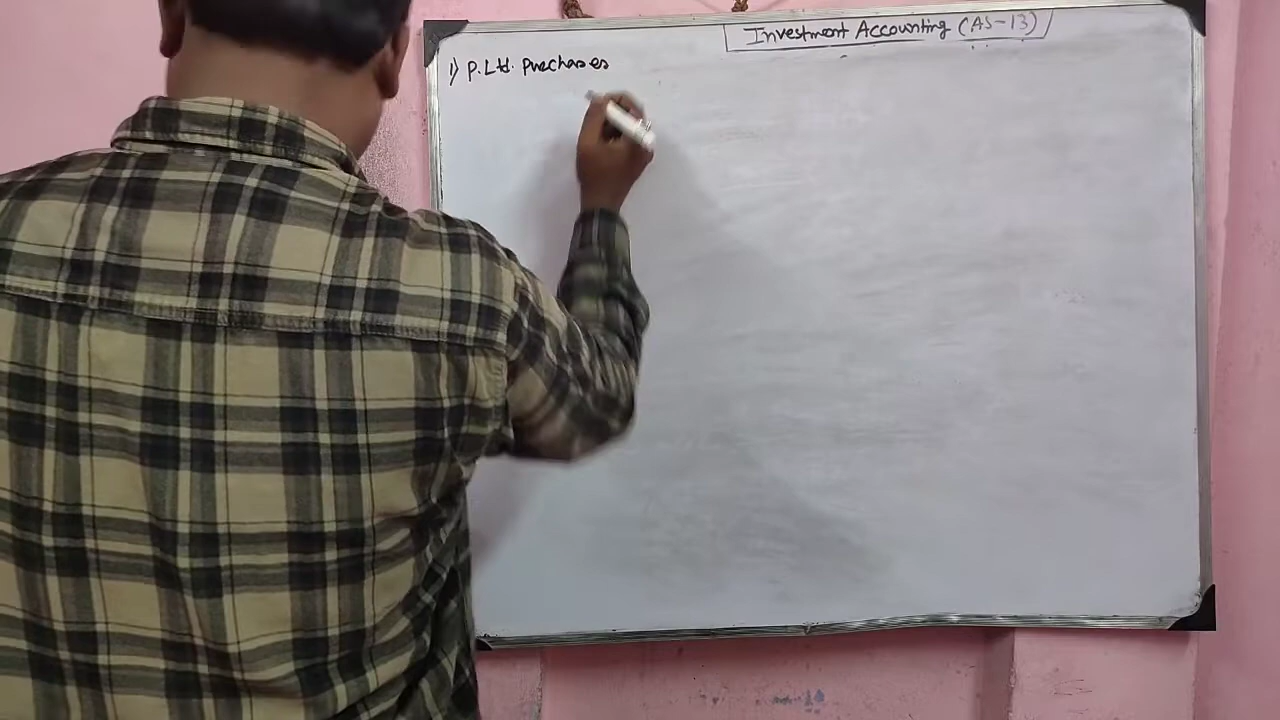 Investment Accounting (AS-13)
1) P.Ltd. Purchases